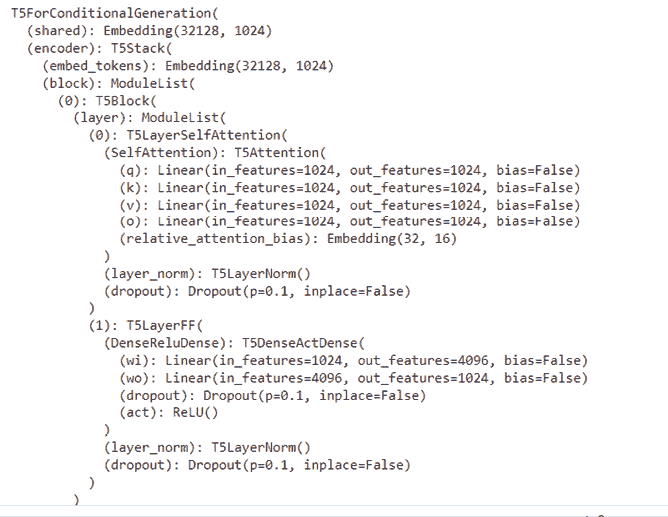 T5ForConditionalGeneration(
  (shared): Embedding(32128, 1024)
  (encoder): T5Stack(
    (embed_tokens): Embedding(32128, 1024)
    (block): ModuleList(
      (0): T5Block(
        (layer): ModuleList(
          (0): T5LayerSelfAttention(
            (SelfAttention): T5Attention(
              (q): Linear(in_features=1024, out_features=1024, bias=False)
              (k): Linear(in_features=1024, out_features=1024, bias=False)
              (v): Linear(in_features=1024, out_features=1024, bias=False)
              (o): Linear(in_features=1024, out_features=1024, bias=False)
              (relative_attention_bias): Embedding(32, 16)
            )
            (layer_norm): T5LayerNorm()
            (dropout): Dropout(p=0.1, inplace=False)
          )
          (1): T5LayerFF(
            (DenseReluDense): T5DenseActDense(
              (wi): Linear(in_features=1024, out_features=4096, bias=False)
              (wo): Linear(in_features=4096, out_features=1024, bias=False)
              (dropout): Dropout(p=0.1, inplace=False)
              (act): ReLU()
            )
            (layer_norm): T5LayerNorm()
            (dropout): Dropout(p=0.1, inplace=False)
          )
        )